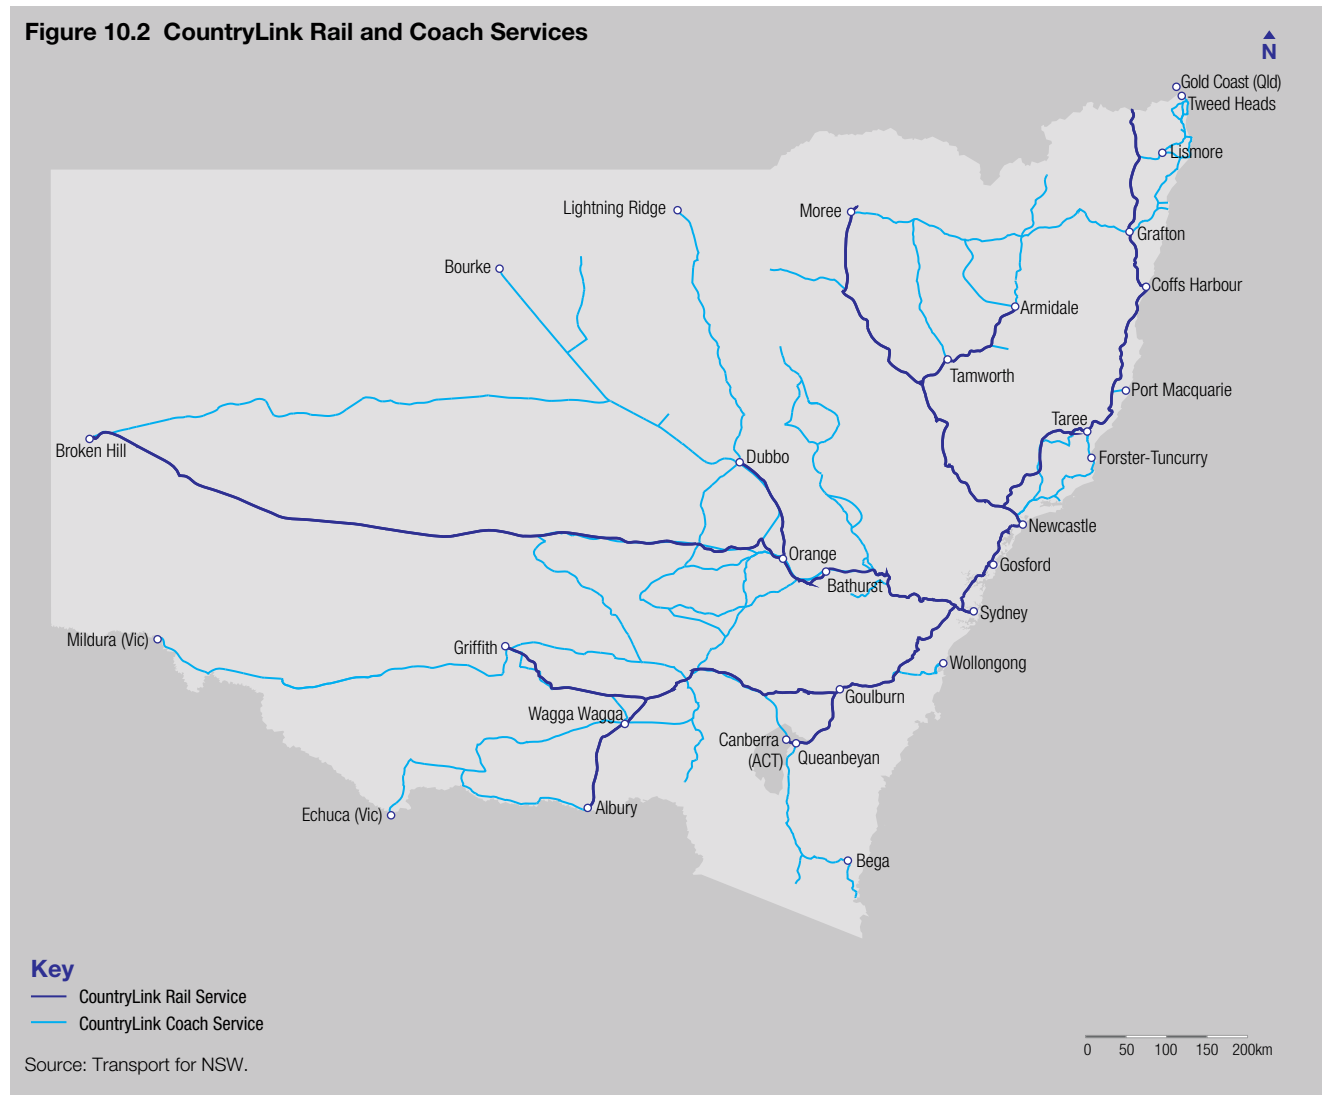 Figure 10.2 CountryLink Rail and Coach Services
N
Gold Coast (Qld)
Tweed Heads
Lismore
Lightning Ridge
Moree
Grafton
Bourke
Coffs Harbour
Armidale
Tamworth
Port Macquarie
Taree
Broken Hill
Dubbo
Forster-Tuncurry
Newcastle
Orange
Gosford
Bathurst
Sydney
Mildura (Vic)
Griffith
Wollongong
Goulburn
Wagga Wagga
Canberra
(ACT)
Queanbeyan
Echuca (Vic)
Albury
Bega
Key
CountryLink Rail Service
CountryLink Coach Service
0 50 100 150 200km
Source: Transport for NSW.